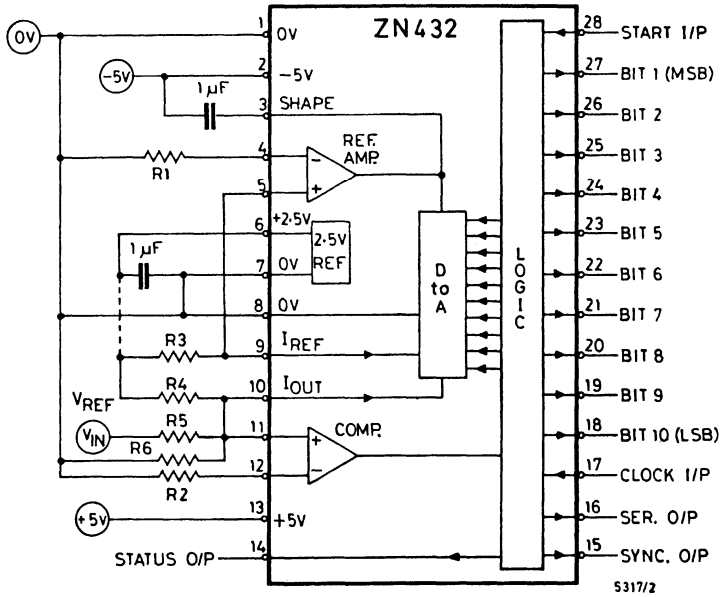 ZN432
0V
1
0V
-5V
2
-5V
1 µF
3
SHAPE
R1
4
REF. AMP.
-
+
5
6
+2.5V
2.5V REF
1 µF
7
0V
8
0V
R3
9
IREF
VREF
R4
10
IOUT
VIN
R5
11
COMP.
+
-
R6
12
R2
+5V
13
+5V
STATUS O/P
14
D to A
LOGIC
28
START I/P
27
BIT 1 (MSB)
26
BIT 2
25
BIT 3
24
BIT 4
23
BIT 5
22
BIT 6
21
BIT 7
20
BIT 8
19
BIT 9
18
BIT 10 (LSB)
17
CLOCK I/P
16
SER. O/P
15
SYNC. O/P
5317/2